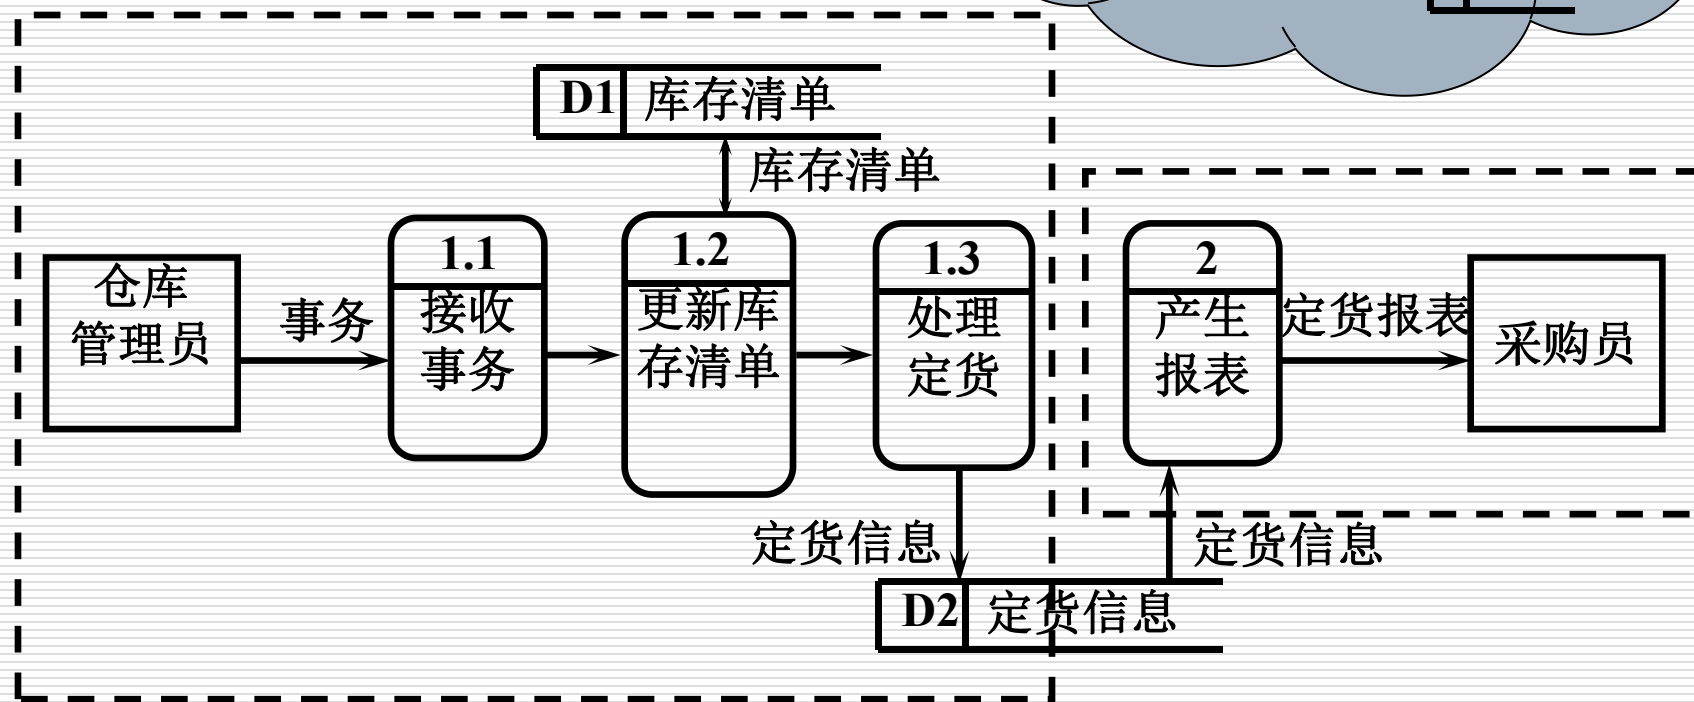 D1 库存清单
库存清单
仓库
管理员
事务
1.1
接收
事务
1.2
更新库
存清单
1.3
处理
定货
2
产生
报表
定货报表
采购员
定货信息
定货信息
D2 定货信息